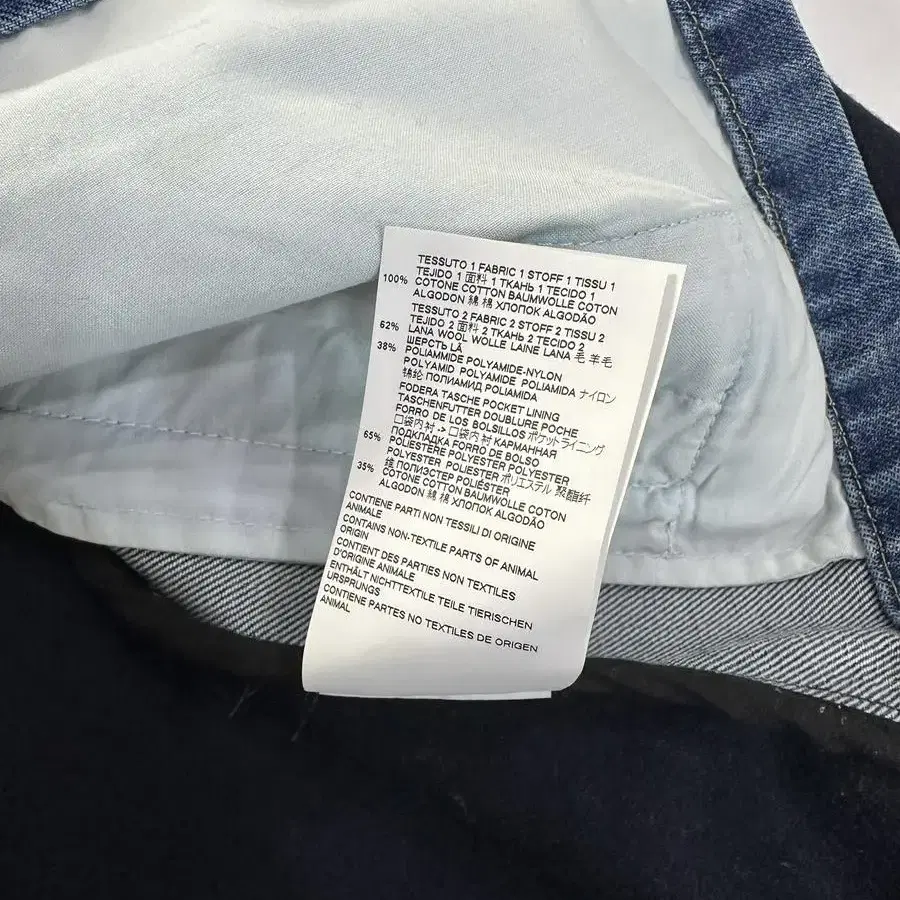 TESSUTO 1 FABRIC 1 STOFF 1 TISSU 1
TEJIDO 1 面料 1 ТКАНЬ 1 TECIDO 1
100% COTONE COTTON BAUMWOLLE COTON
ALGODON 綿 棉 ХЛОПОК ALGODÃO
TESSUTO 2 FABRIC 2 STOFF 2 TISSU 2
TEJIDO 2 面料 2 ТКАНЬ 2 TECIDO 2
62% LANA WOOL WOLLE LAINE LANA 毛 羊毛
ШЕРСТЬ LÃ
38% POLIAMMIDE POLYAMIDE-NYLON
POLYAMID POLYAMIDE POLIAMIDA ナイロン
锦纶 ПОЛИАМИД POLIAMIDA
FODERA TASCHE POCKET LINING
TASCHENFUTTER DOUBLURE POCHE
FORRO DE LOS BOLSILLOS ポケットライニング
口袋内衬 -> 口袋内 衬 КАРМАННАЯ
ПОДКЛАДКА FORRO DE BOLSO
65% POLIESTERE POLYESTER POLYESTER
POLYESTER POLIESTER ポリエステル 聚酯纤
维 ПОЛИЭСТЕР POLIÉSTER
35% COTONE COTTON BAUMWOLLE COTON
ALGODON 綿 棉 ХЛОПОК ALGODÃO
CONTIENE PARTI NON TESSILI DI ORIGINE
ANIMALE
CONTAINS NON-TEXTILE PARTS OF ANIMAL
ORIGIN
CONTIENT DES PARTIES NON TEXTILES
D'ORIGINE ANIMALE
ENTHÄLT NICHTTEXTILE TEILE TIERISCHEN
URSPRUNGS
CONTIENE PARTES NO TEXTILES DE ORIGEN
ANIMAL